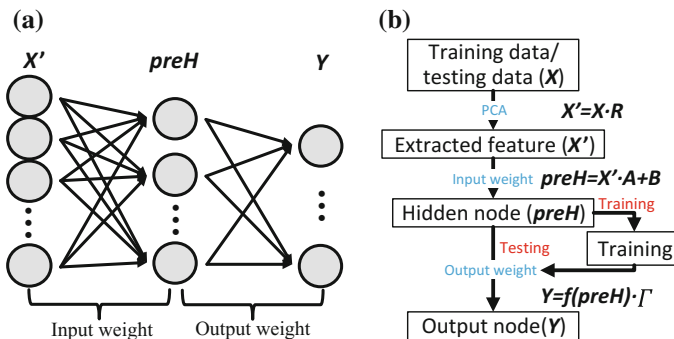 (a)
X’
preH
Y
Input weight
Output weight
(b)
Training data/
testing data (X)
PCA
X’=X·R
Extracted feature (X’)
Input weight
preH=X’·A+B
Hidden node (preH)
Training
Testing
Training
Output weight
Y=f(preH)·Γ
Output node(Y)